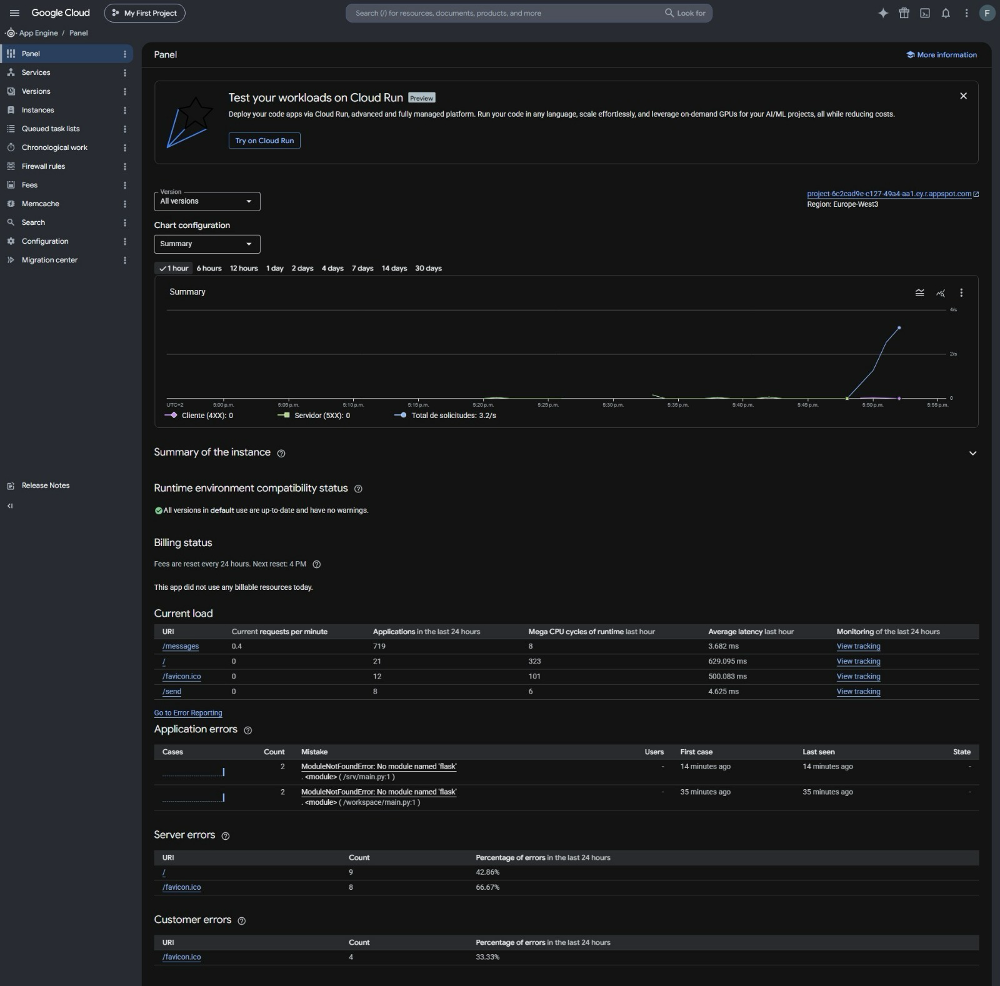 Google Cloud
My First Project
Search (/) for resources, documents, products, and more
Look for
F
App Engine / Panel
Panel
Services
Versions
Instances
Queued task lists
Chronological work
Firewall rules
Fees
Memcache
Search
Configuration
Migration center
Release Notes
Panel
More information
Test your workloads on Cloud Run Preview
Deploy your code apps via Cloud Run, advanced and fully managed platform. Run your code in any language, scale effortlessly, and leverage on-demand GPUs for your AI/ML projects, all while reducing costs.
Try on Cloud Run
Version
All versions
project-6c2cad9e-c127-49a4-aa1.ey.r.appspot.com
Region: Europe-West3
Chart configuration
Summary
1 hour 6 hours 12 hours 1 day 2 days 4 days 7 days 14 days 30 days
Summary
4/s
2/s
0
UTC+2 5:00 p.m. 5:05 p.m. 5:10 p.m. 5:15 p.m. 5:20 p.m. 5:25 p.m. 5:30 p.m. 5:35 p.m. 5:40 p.m. 5:45 p.m. 5:50 p.m. 5:55 p.m.
Cliente (4XX): 0 Servidor (5XX): 0 Total de solicitudes: 3.2/s
Summary of the instance
Runtime environment compatibility status
All versions in default use are up-to-date and have no warnings.
Billing status
Fees are reset every 24 hours. Next reset: 4 PM
This app did not use any billable resources today.
Current load
URI Current requests per minute Applications in the last 24 hours Mega CPU cycles of runtime last hour Average latency last hour Monitoring of the last 24 hours
/messages 0.4 719 8 3.682 ms View tracking
/ 0 21 323 629.095 ms View tracking
/favicon.ico 0 12 101 500.083 ms View tracking
/send 0 8 6 4.625 ms View tracking
Go to Error Reporting
Application errors
Cases Count Mistake Users First case Last seen State
2 ModuleNotFoundError: No module named 'flask' - 14 minutes ago 14 minutes ago -
. <module> ( /srv/main.py:1 )
2 ModuleNotFoundError: No module named 'flask' - 35 minutes ago 35 minutes ago -
. <module> ( /workspace/main.py:1 )
Server errors
URI Count Percentage of errors in the last 24 hours
/ 9 42.86%
/favicon.ico 8 66.67%
Customer errors
URI Count Percentage of errors in the last 24 hours
/favicon.ico 4 33.33%